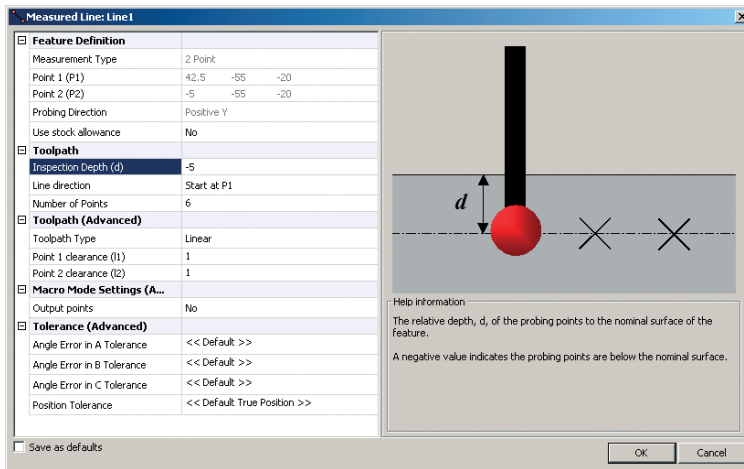 Measured Line: Line1
Feature Definition
Measurement Type 2 Point
Point 1 (P1) 42.5 -55 -20
Point 2 (P2) -5 -55 -20
Probing Direction Positive Y
Use stock allowance No
Toolpath
Inspection Depth (d) -5
Line direction Start at P1
Number of Points 6
Toolpath (Advanced)
Toolpath Type Linear
Point 1 clearance (l1) 1
Point 2 clearance (l2) 1
Macro Mode Settings (A...
Output points No
Tolerance (Advanced)
Angle Error in A Tolerance << Default >>
Angle Error in B Tolerance << Default >>
Angle Error in C Tolerance << Default >>
Position Tolerance << Default True Position >>
d
Help information
The relative depth, d, of the probing points to the nominal surface of the
feature.
A negative value indicates the probing points are below the nominal surface.
Save as defaults
OK Cancel